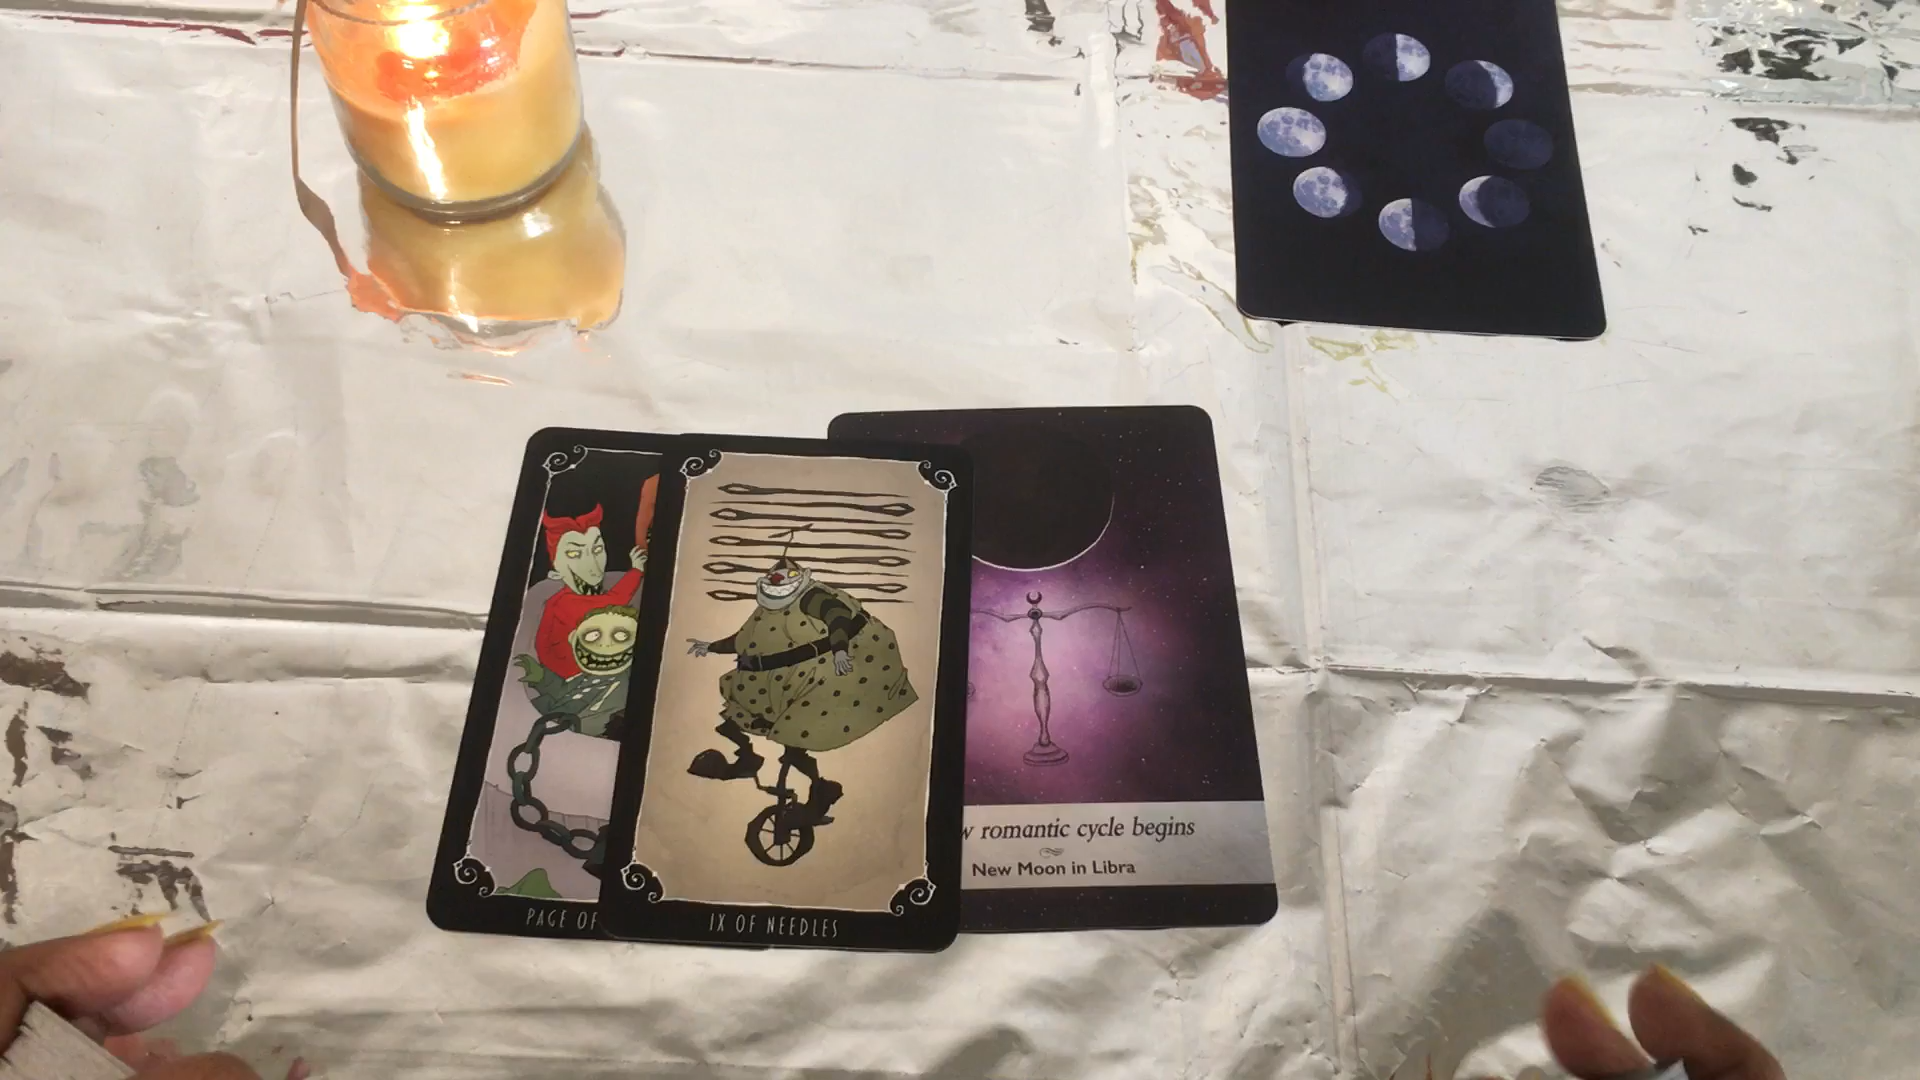 PAGE OF
IX OF NEEDLES
w romantic cycle begins
New Moon in Libra